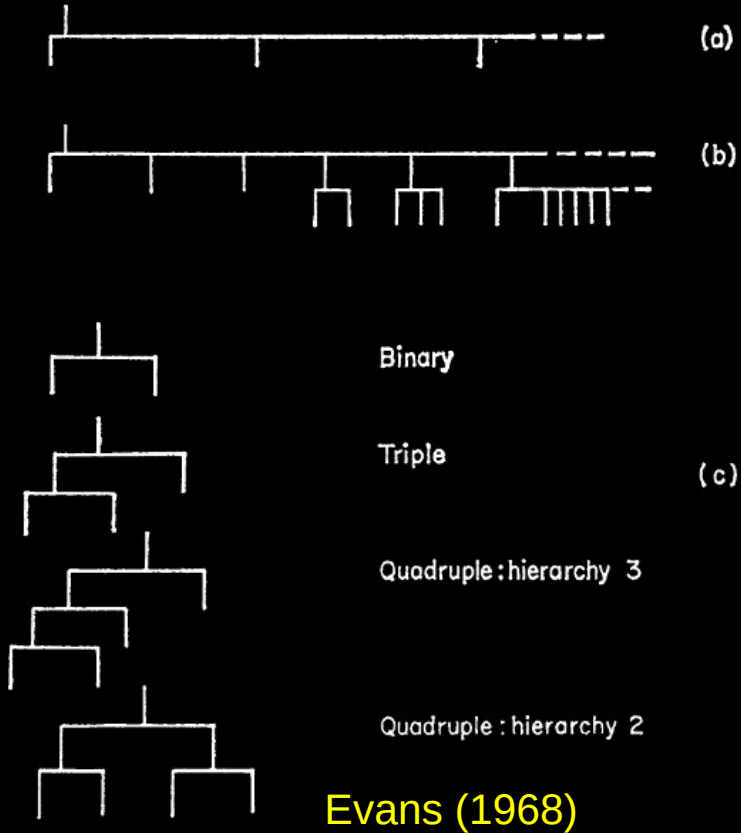 (a)
(b)
Binary
Triple
(c)
Quadruple:hierarchy 3
Quadruple:hierarchy 2
Evans (1968)